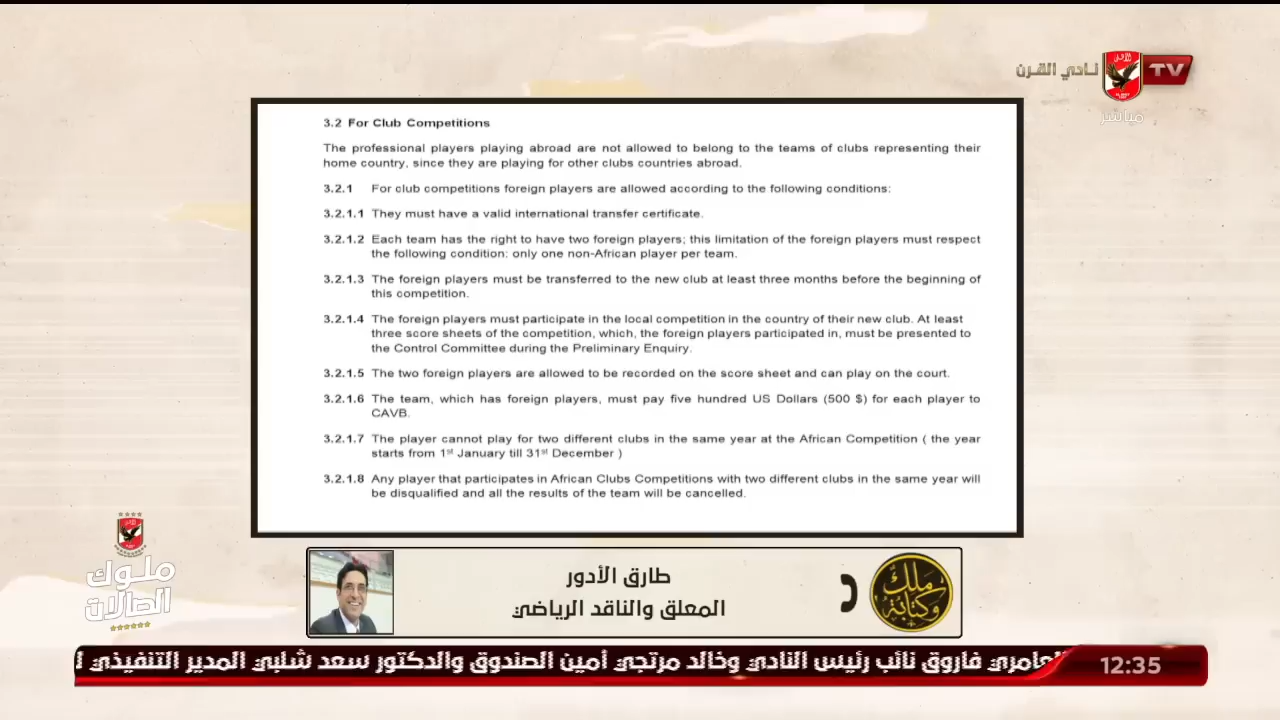 نادي القرن
TV
مباشر
3.2 For Club Competitions
The professional players playing abroad are not allowed to belong to the teams of clubs representing their
home country, since they are playing for other clubs countries abroad.
3.2.1 For club competitions foreign players are allowed according to the following conditions:
3.2.1.1 They must have a valid international transfer certificate.
3.2.1.2 Each team has the right to have two foreign players; this limitation of the foreign players must respect
the following condition: only one non-African player per team.
3.2.1.3 The foreign players must be transferred to the new club at least three months before the beginning of
this competition.
3.2.1.4 The foreign players must participate in the local competition in the country of their new club. At least
three score sheets of the competition, which, the foreign players participated in, must be presented to
the Control Committee during the Preliminary Enquiry.
3.2.1.5 The two foreign players are allowed to be recorded on the score sheet and can play on the court.
3.2.1.6 The team, which has foreign players, must pay five hundred US Dollars (500 $) for each player to
CAVB.
3.2.1.7 The player cannot play for two different clubs in the same year at the African Competition ( the year
starts from 1st January till 31st December )
3.2.1.8 Any player that participates in African Clubs Competitions with two different clubs in the same year will
be disqualified and all the results of the team will be cancelled.
ملوك
الصالات
ملك
وكتابة
طارق الأدور
المعلق والناقد الرياضي
العامري فاروق نائب رئيس النادي وخالد مرتجي أمين الصندوق والدكتور سعد شلبي المدير التنفيذي ل
12:35